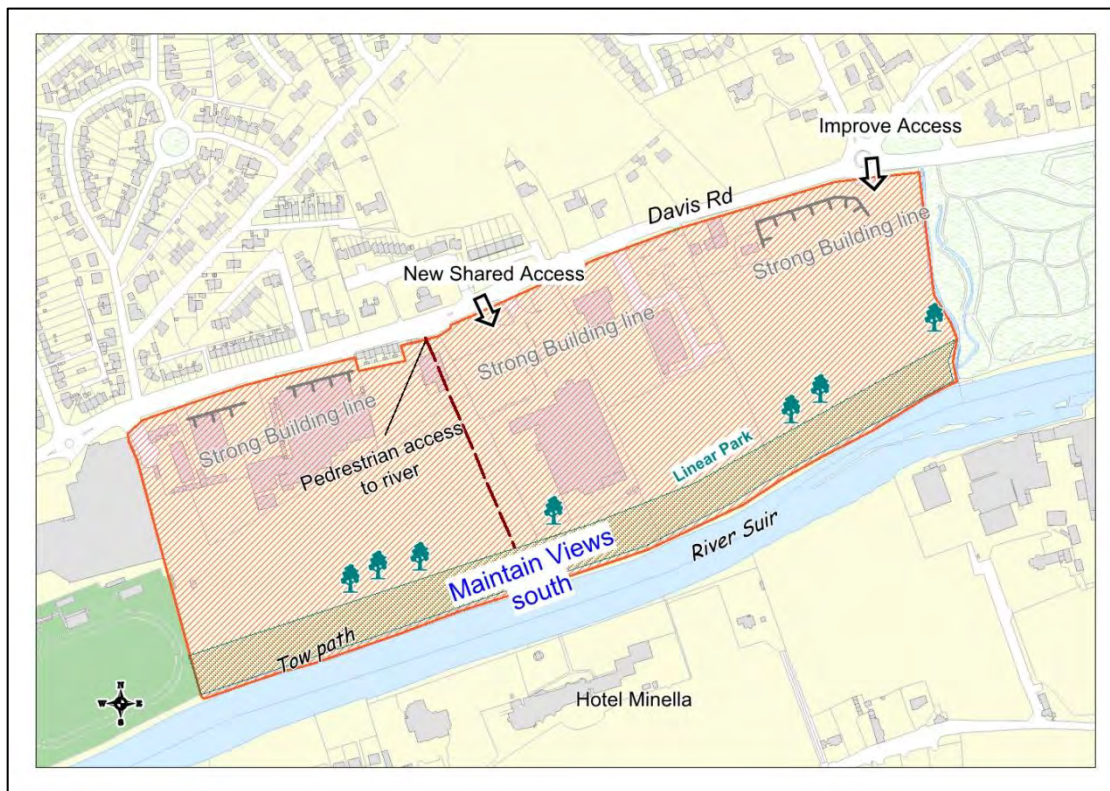 Improve Access
Davis Rd
Strong Building line
New Shared Access
Strong Building line
Strong Building line
Pedrestrian access
to river
Linear Park
Maintain Views
south
River Suir
Tow path
Hotel Minella
N
W E
S